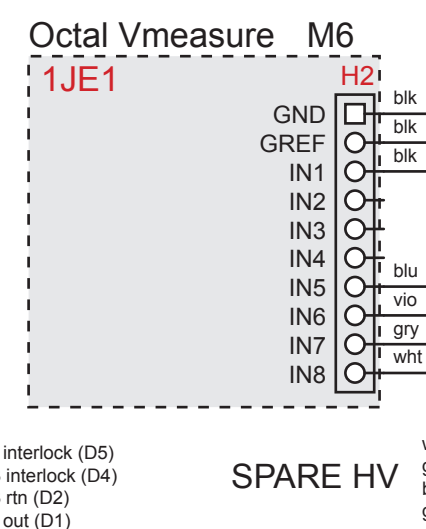 Octal Vmeasure M6
1JE1 H2
GND blk
GREF blk
IN1 blk
IN2
IN3
IN4
IN5 blu
IN6 vio
IN7 gry
IN8 wht
interlock (D5)
interlock (D4)
rtn (D2)
out (D1)
SPARE HV